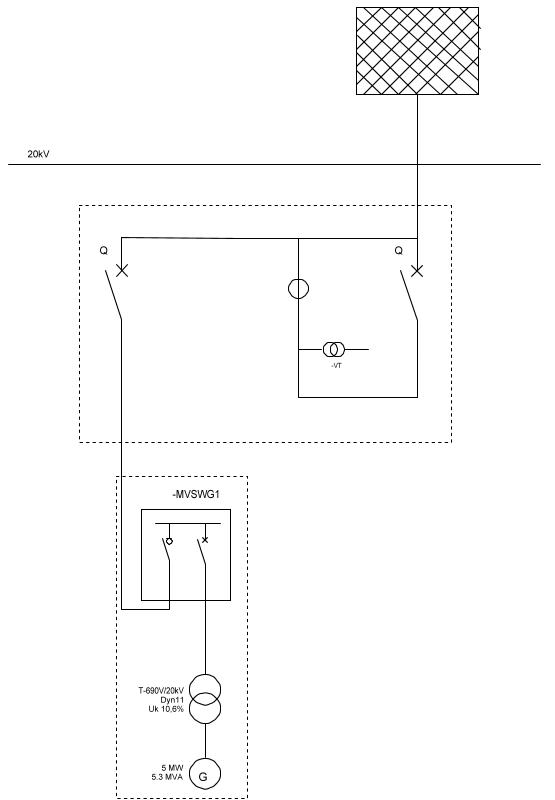 20kV
Q
Q
-VT
-MVSWG1
T-690V/20kV
Dyn11
Uk 10,6%
5 MW
5.3 MVA
G